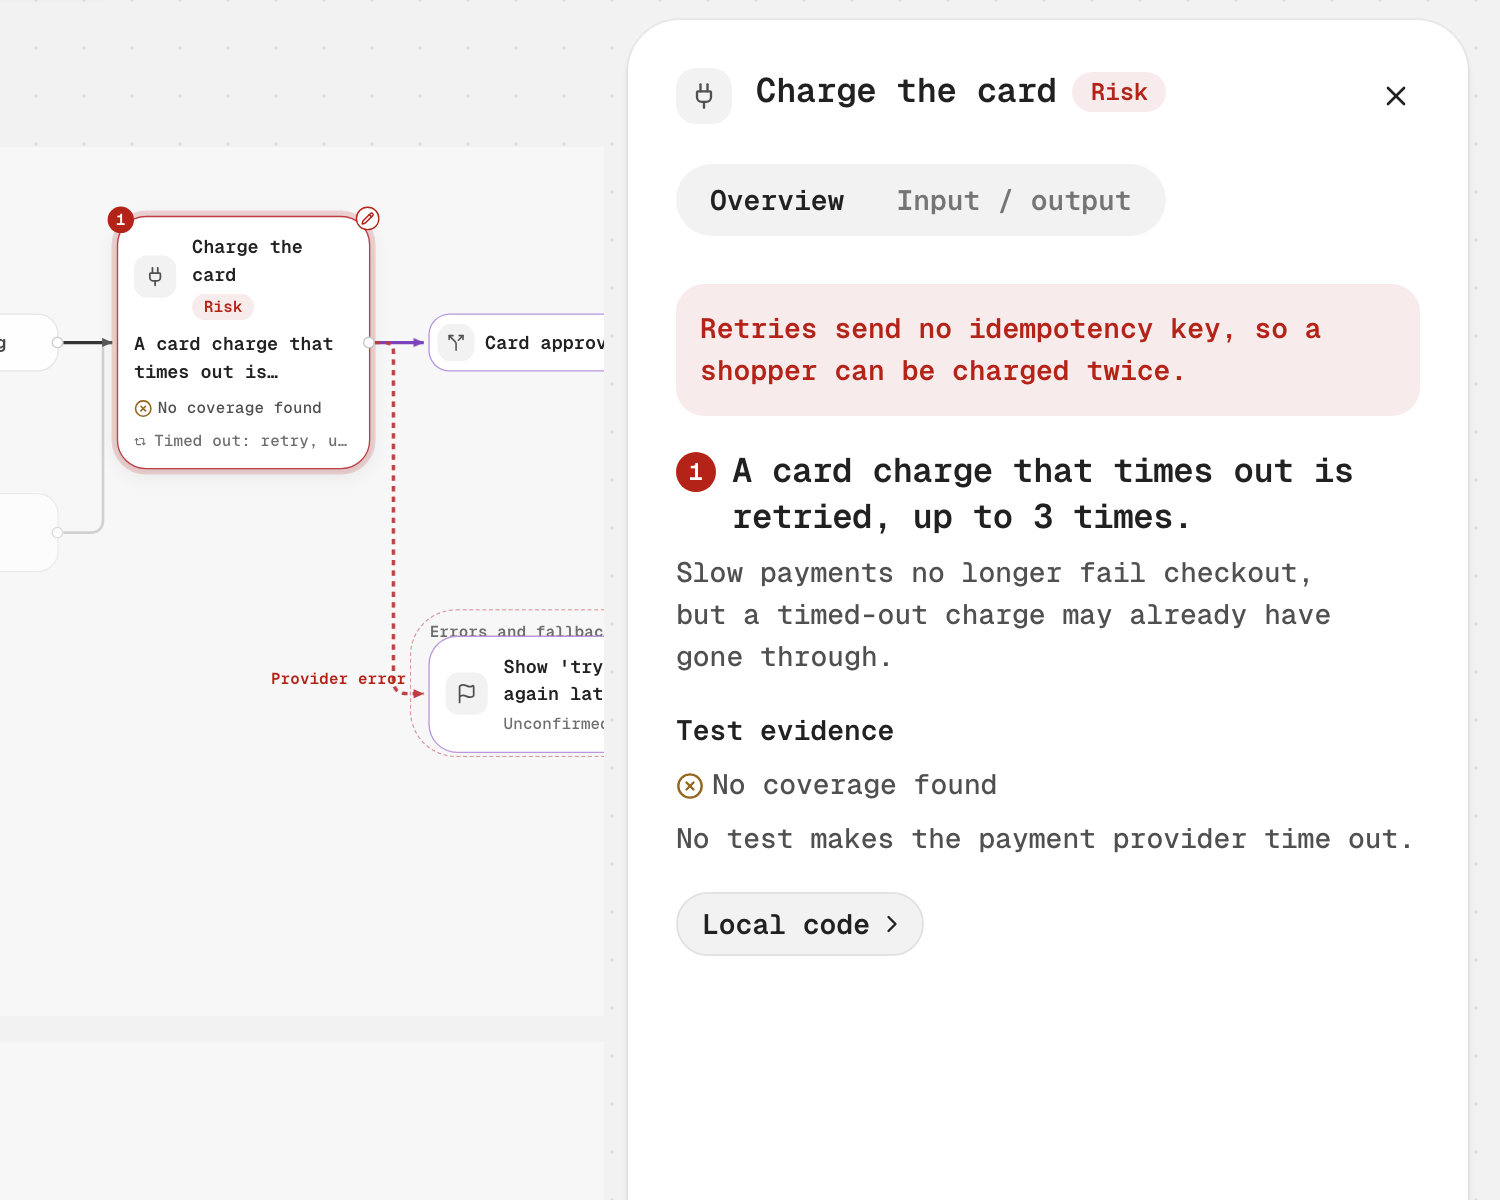 1
Charge the
card
Risk
A card charge that
times out is…
No coverage found
Timed out: retry, u…
g
Card approv
Provider error
Errors and fallbac
Show 'try
again lat
Unconfirmed
Charge the card
Risk
Overview
Input / output
Retries send no idempotency key, so a
shopper can be charged twice.
1
A card charge that times out is
retried, up to 3 times.
Slow payments no longer fail checkout,
but a timed-out charge may already have
gone through.
Test evidence
No coverage found
No test makes the payment provider time out.
Local code